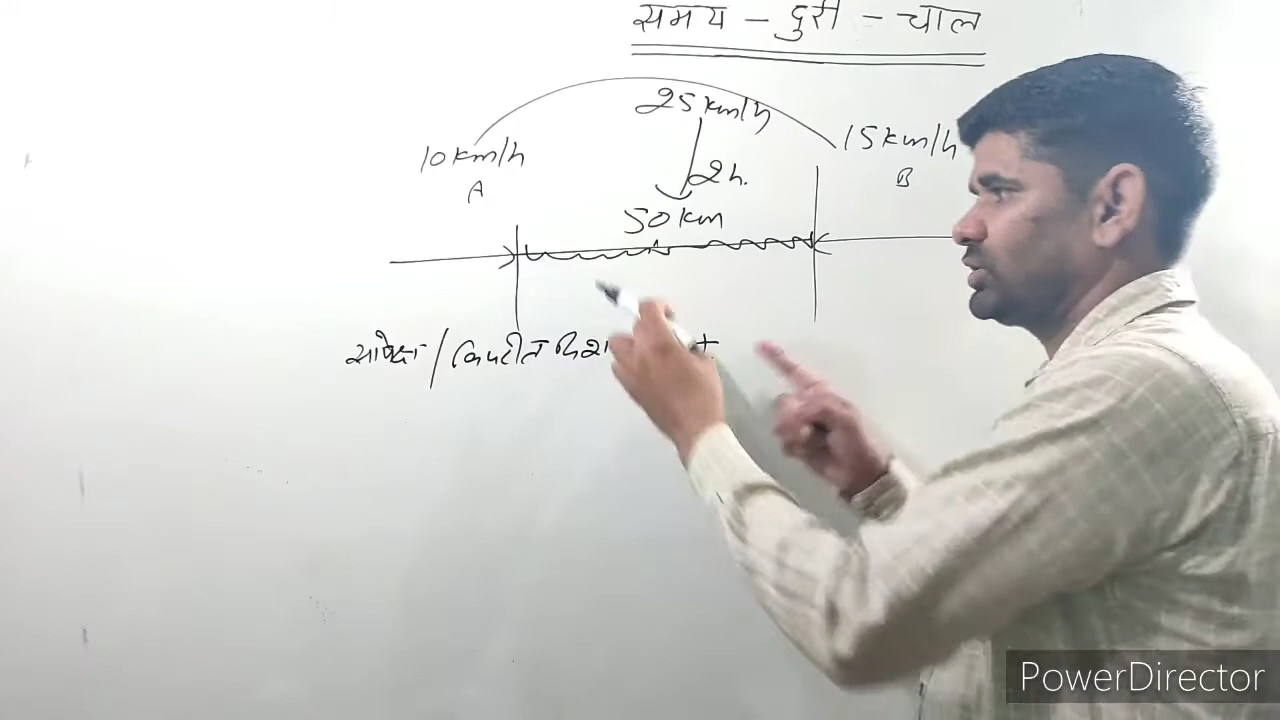 समय - दुरी - चाल
25 km/h
10 km/h
15 km/h
A
2h.
B
50 km
सापेक्ष / विपरीत दिशा +
PowerDirector